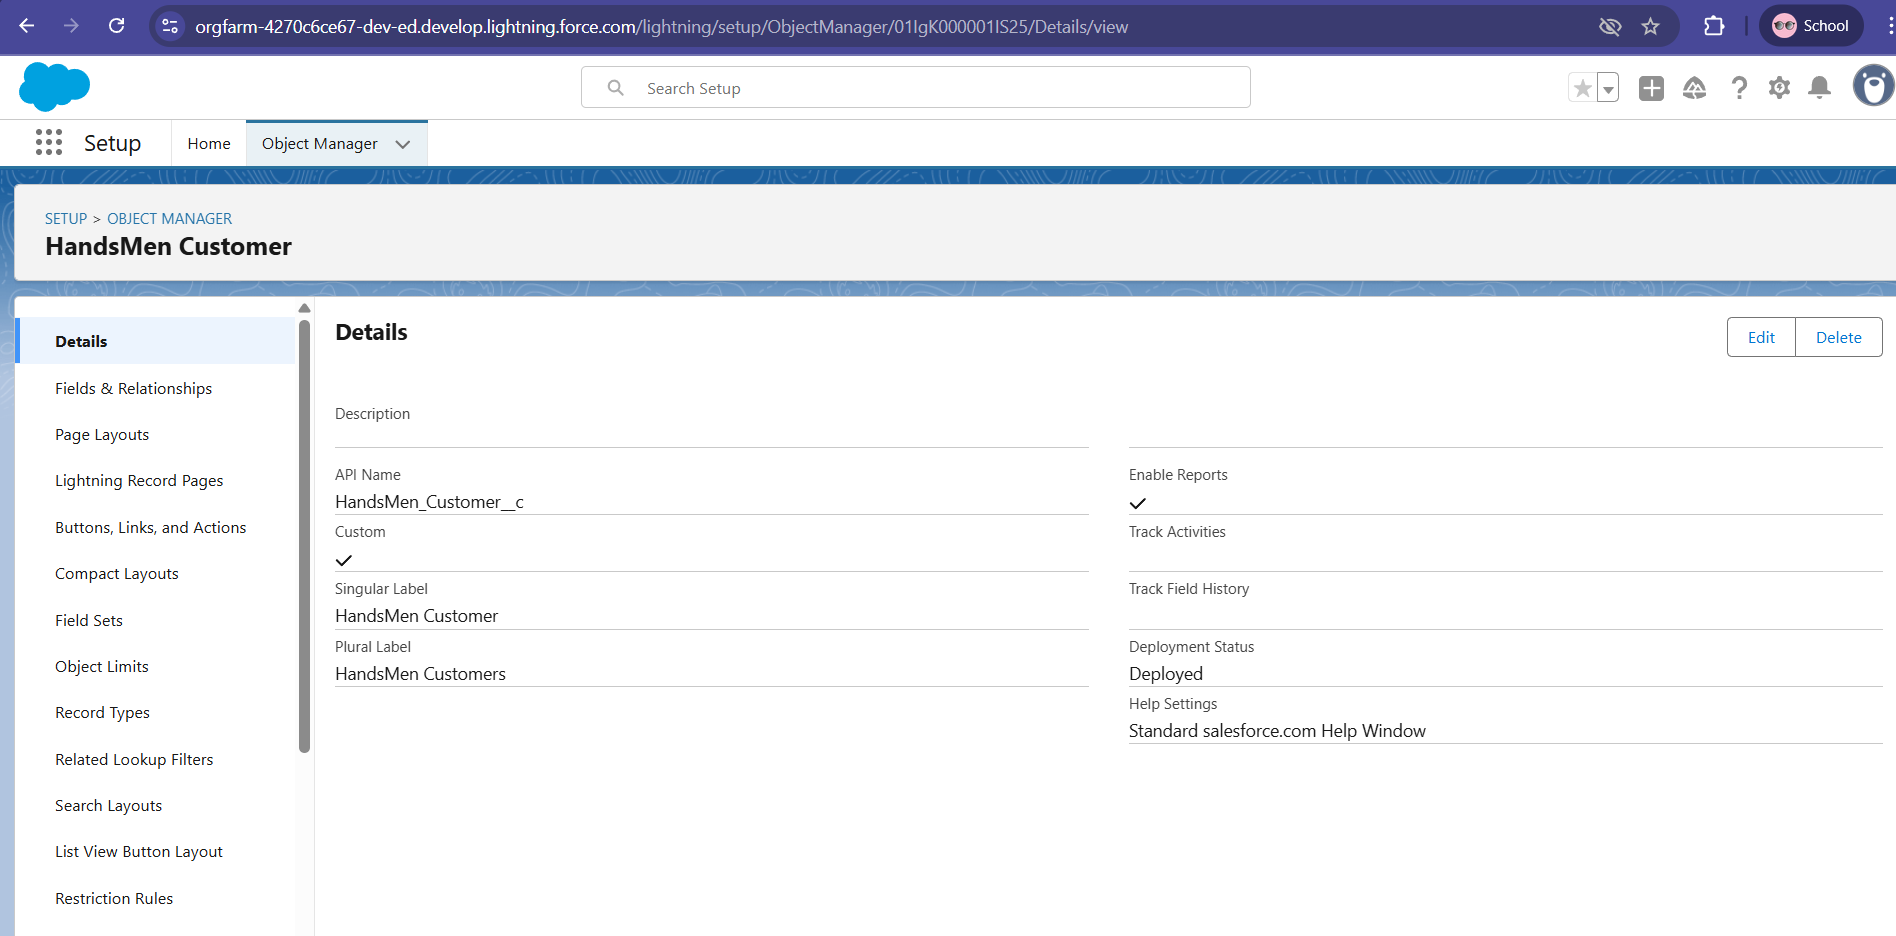 orgfarm-4270c6ce67-dev-ed.develop.lightning.force.com/lightning/setup/ObjectManager/01IgK000001IS25/Details/view
School
Search Setup
Setup
Home
Object Manager
SETUP > OBJECT MANAGER
HandsMen Customer
Details
Fields & Relationships
Page Layouts
Lightning Record Pages
Buttons, Links, and Actions
Compact Layouts
Field Sets
Object Limits
Record Types
Related Lookup Filters
Search Layouts
List View Button Layout
Restriction Rules
Details
Edit
Delete
Description
API Name
HandsMen_Customer__c
Custom
Singular Label
HandsMen Customer
Plural Label
HandsMen Customers
Enable Reports
Track Activities
Track Field History
Deployment Status
Deployed
Help Settings
Standard salesforce.com Help Window